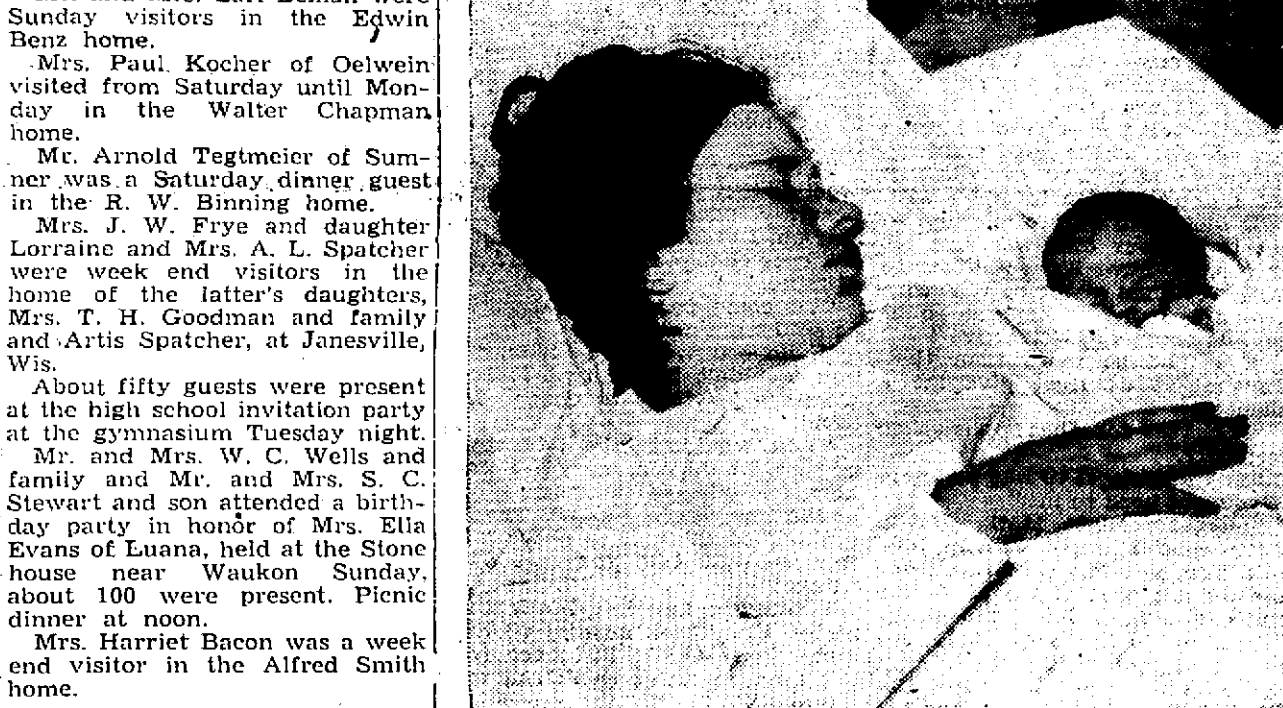 Sunday visitors in the Edwin
Benz home.
Mrs. Paul Kocher of Oelwein
visited from Saturday until Mon-
day in the Walter Chapman
home.
Mr. Arnold Tegtmeier of Sum-
ner was a Saturday dinner guest
in the R. W. Binning home.
Mrs. J. W. Frye and daughter
Lorraine and Mrs. A. L. Spatcher
were week end visitors in the
home of the latter's daughters,
Mrs. T. H. Goodman and family
and Artis Spatcher, at Janesville,
Wis.
About fifty guests were present
at the high school invitation party
at the gymnasium Tuesday night.
Mr. and Mrs. W. C. Wells and
family and Mr. and Mrs. S. C.
Stewart and son attended a birth-
day party in honor of Mrs. Ella
Evans of Luana, held at the Stone
house near Waukon Sunday,
about 100 were present. Picnic
dinner at noon.
Mrs. Harriet Bacon was a week
end visitor in the Alfred Smith
home.